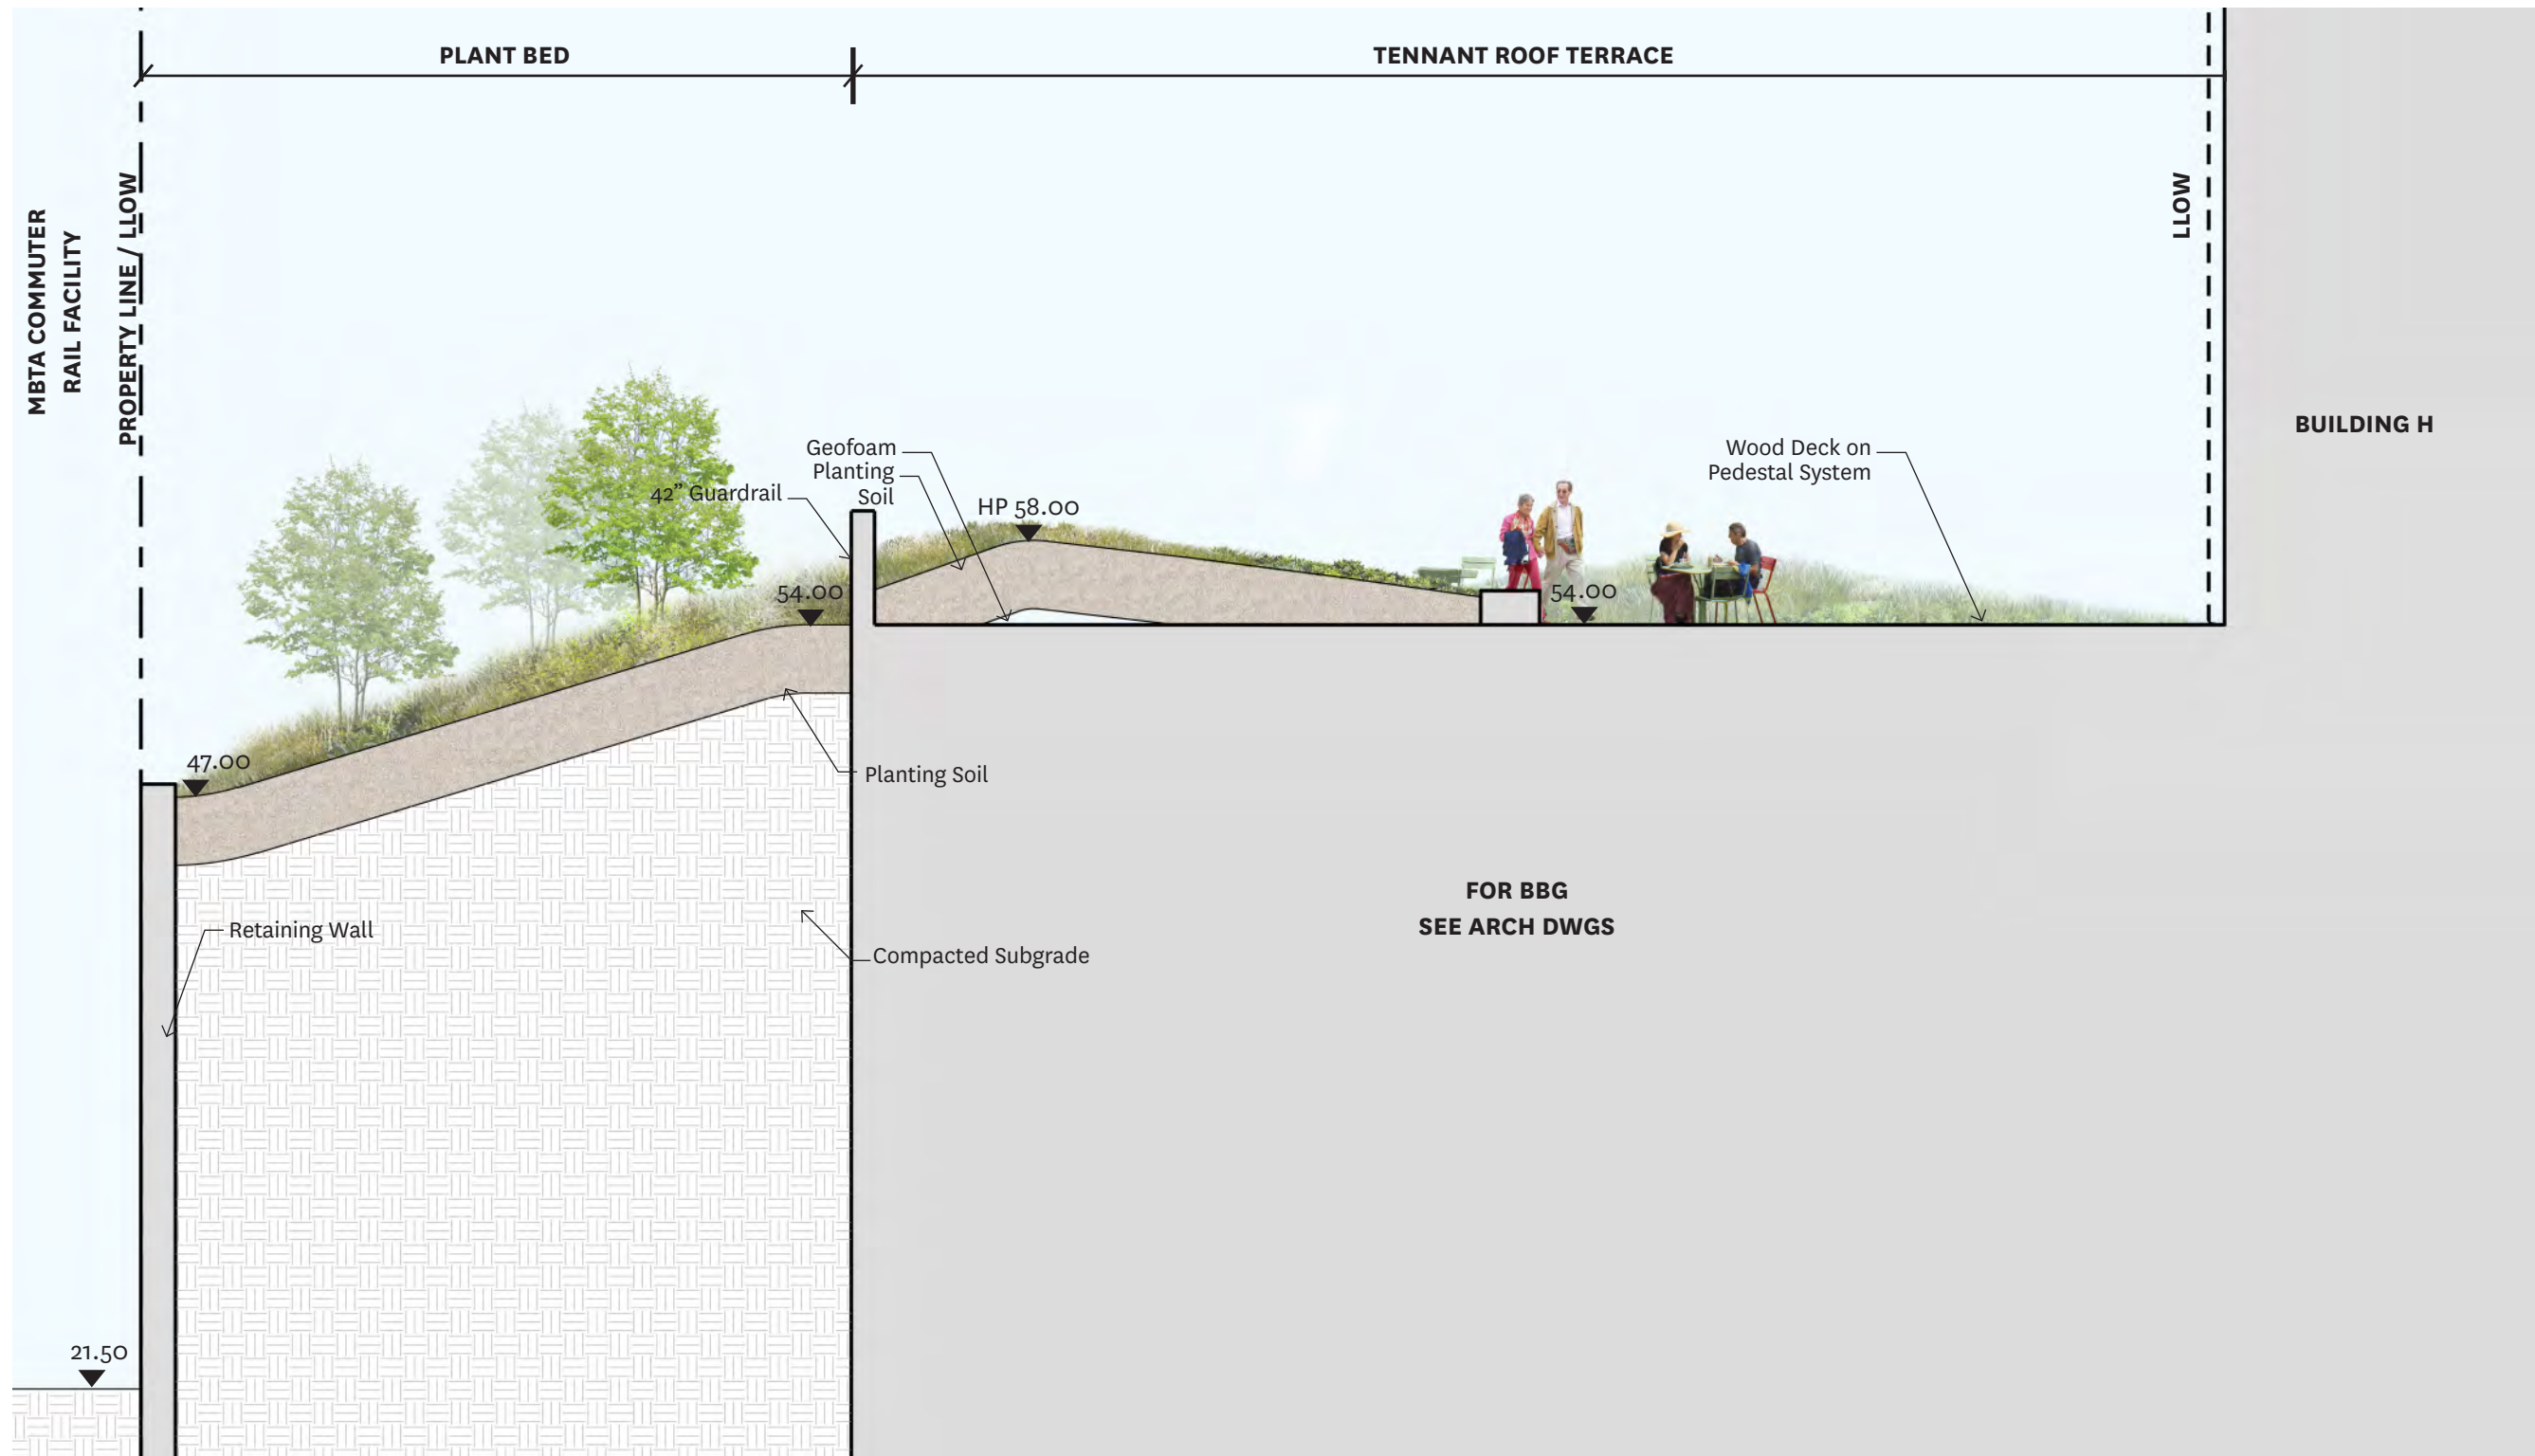 PLANT BED
TENNANT ROOF TERRACE
MBTA COMMUTER
RAIL FACILITY
PROPERTY LINE / LLOW
LLOW
BUILDING H
Geofoam
Planting
Soil
42” Guardrail
HP 58.00
Wood Deck on
Pedestal System
54.00
54.00
47.00
Planting Soil
FOR BBG
SEE ARCH DWGS
Retaining Wall
Compacted Subgrade
21.50